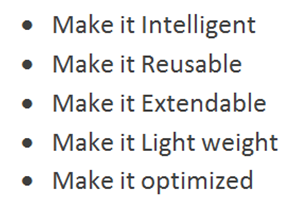 • Make it Intelligent
• Make it Reusable
• Make it Extendable
• Make it Light weight
• Make it optimized